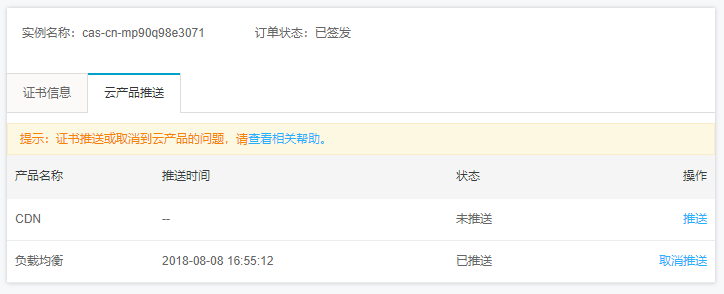 实例名称：cas-cn-mp90q98e3071 订单状态：已签发
证书信息 云产品推送
提示：证书推送或取消到云产品的问题，请查看相关帮助。
产品名称 推送时间 状态 操作
CDN -- 未推送 推送
负载均衡 2018-08-08 16:55:12 已推送 取消推送